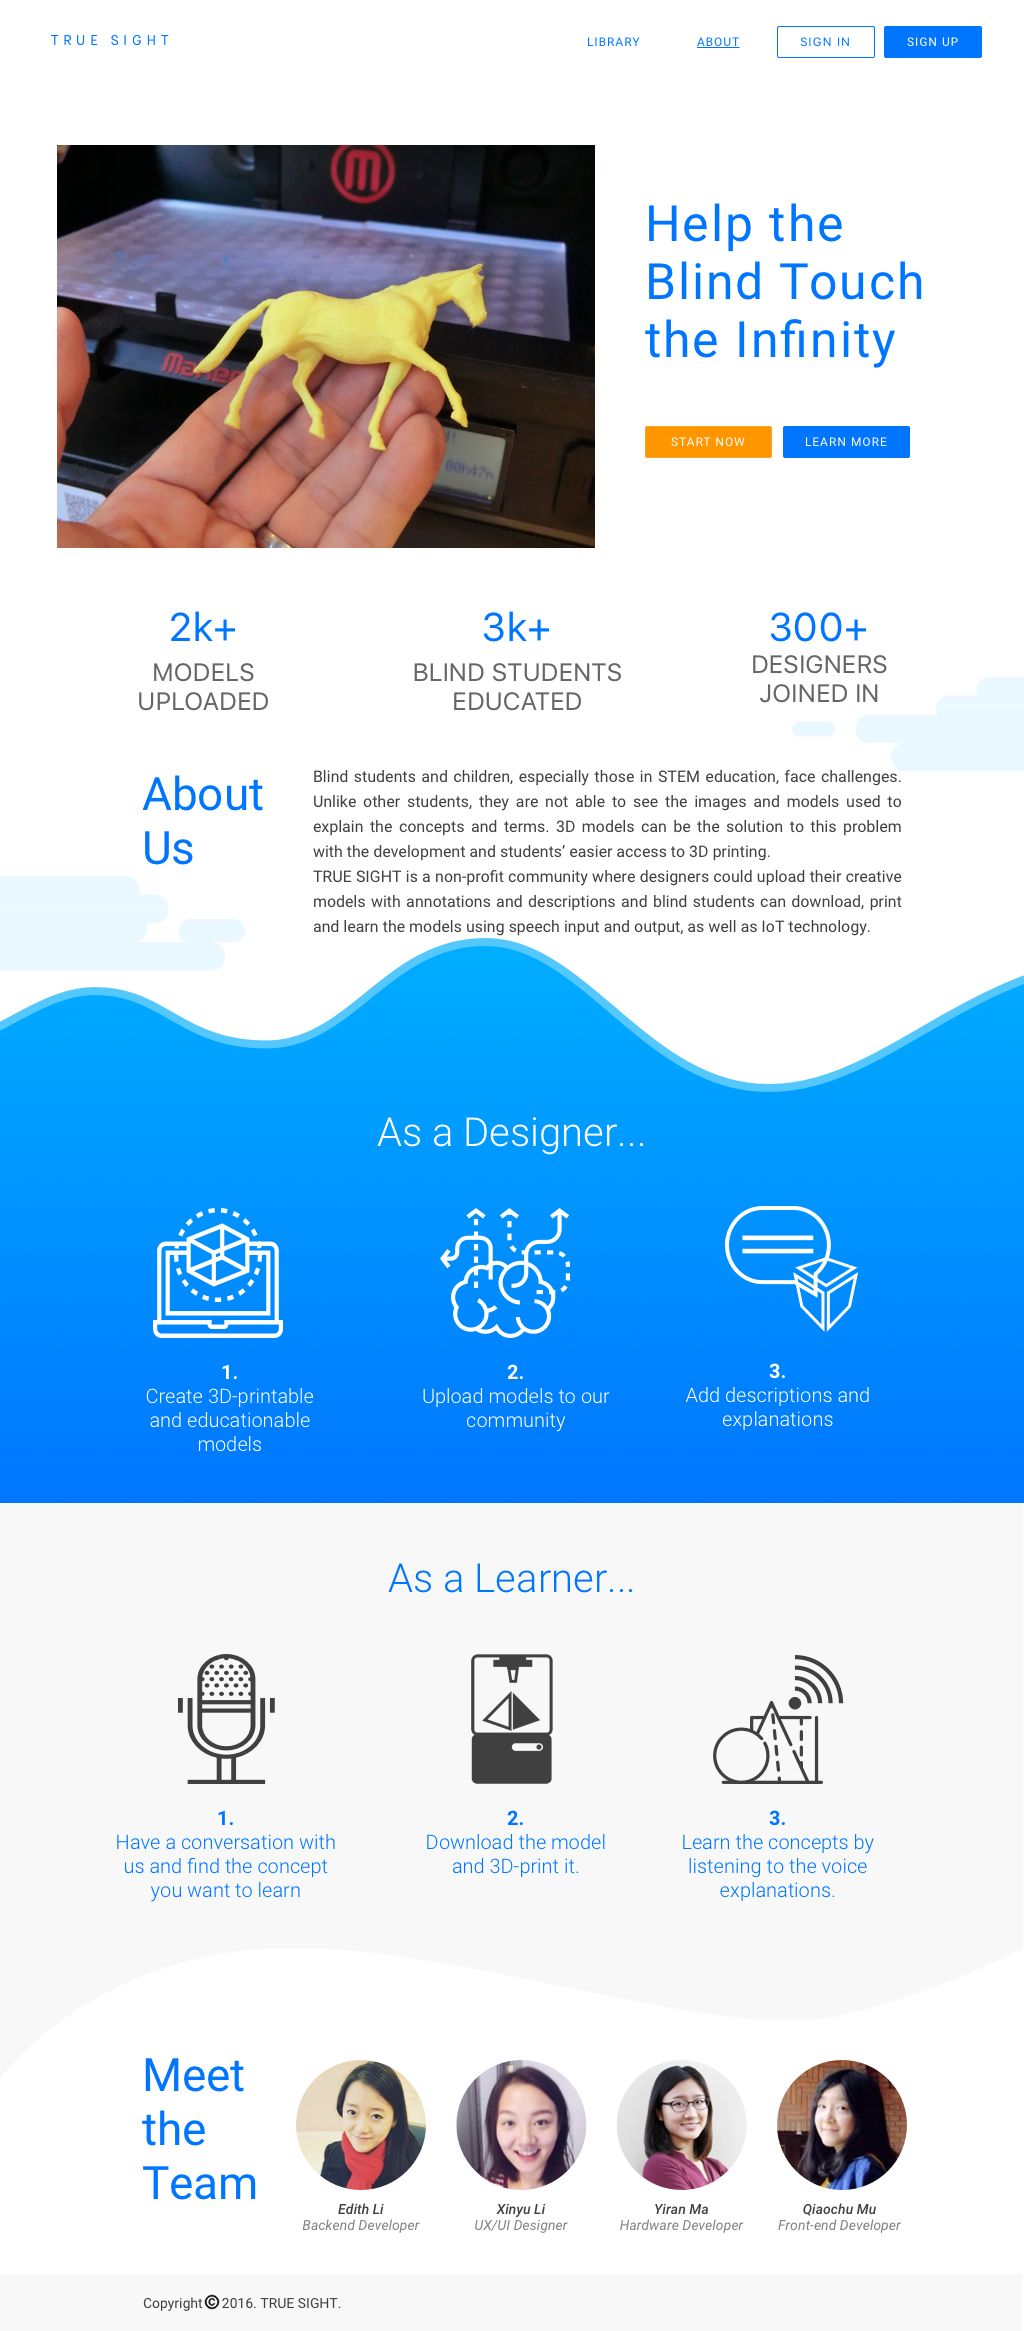 TRUE SIGHT
LIBRARY
ABOUT
SIGN IN
SIGN UP
00h47m
Help the
Blind Touch
the Infinity
START NOW
LEARN MORE
2k+
MODELS
UPLOADED
3k+
BLIND STUDENTS
EDUCATED
300+
DESIGNERS
JOINED IN
About
Us
Blind students and children, especially those in STEM education, face challenges.
Unlike other students, they are not able to see the images and models used to
explain the concepts and terms. 3D models can be the solution to this problem
with the development and students’ easier access to 3D printing.
TRUE SIGHT is a non-profit community where designers could upload their creative
models with annotations and descriptions and blind students can download, print
and learn the models using speech input and output, as well as IoT technology.
As a Designer...
1.
Create 3D-printable
and educationable
models
2.
Upload models to our
community
3.
Add descriptions and
explanations
As a Learner...
1.
Have a conversation with
us and find the concept
you want to learn
2.
Download the model
and 3D-print it.
3.
Learn the concepts by
listening to the voice
explanations.
Meet
the
Team
Edith Li
Backend Developer
Xinyu Li
UX/UI Designer
Yiran Ma
Hardware Developer
Qiaochu Mu
Front-end Developer
Copyright © 2016. TRUE SIGHT.